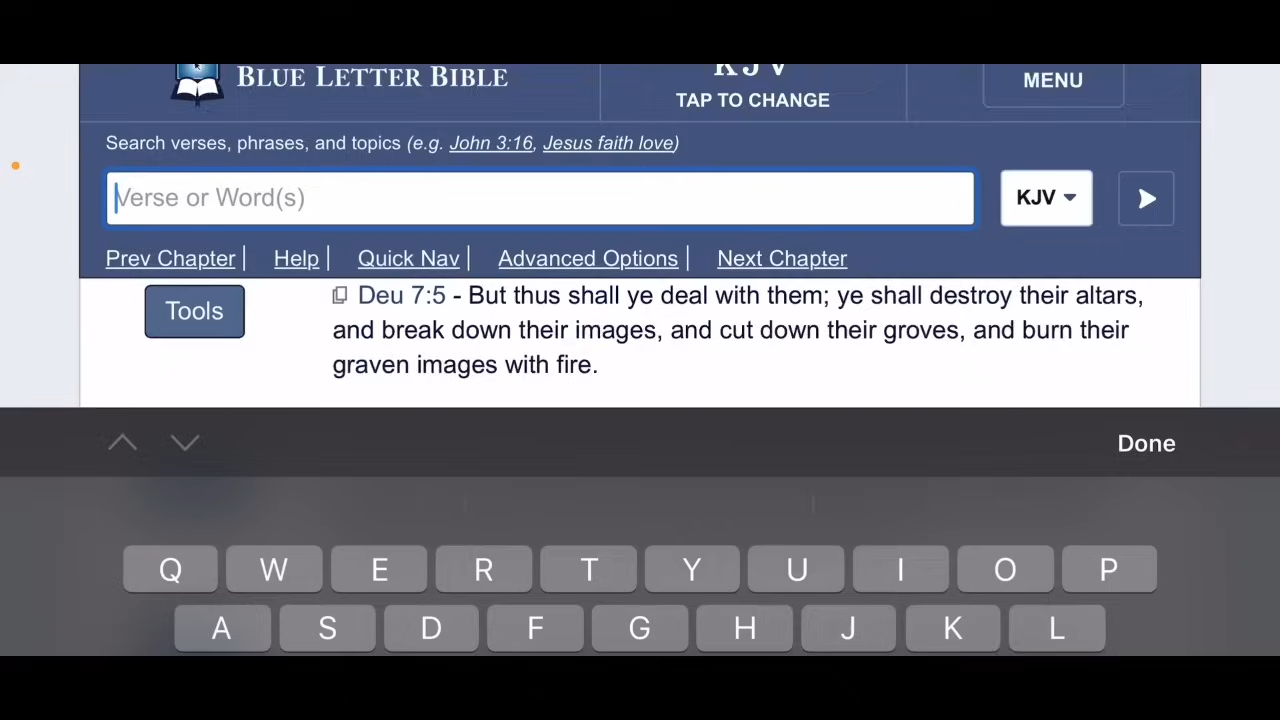 BLUE LETTER BIBLE
KJV
TAP TO CHANGE
MENU
Search verses, phrases, and topics (e.g. John 3:16, Jesus faith love)
Verse or Word(s)
KJV
Prev Chapter | Help | Quick Nav | Advanced Options | Next Chapter
Tools
Deu 7:5 - But thus shall ye deal with them; ye shall destroy their altars,
and break down their images, and cut down their groves, and burn their
graven images with fire.
Done
Q W E R T Y U I O P
A S D F G H J K L